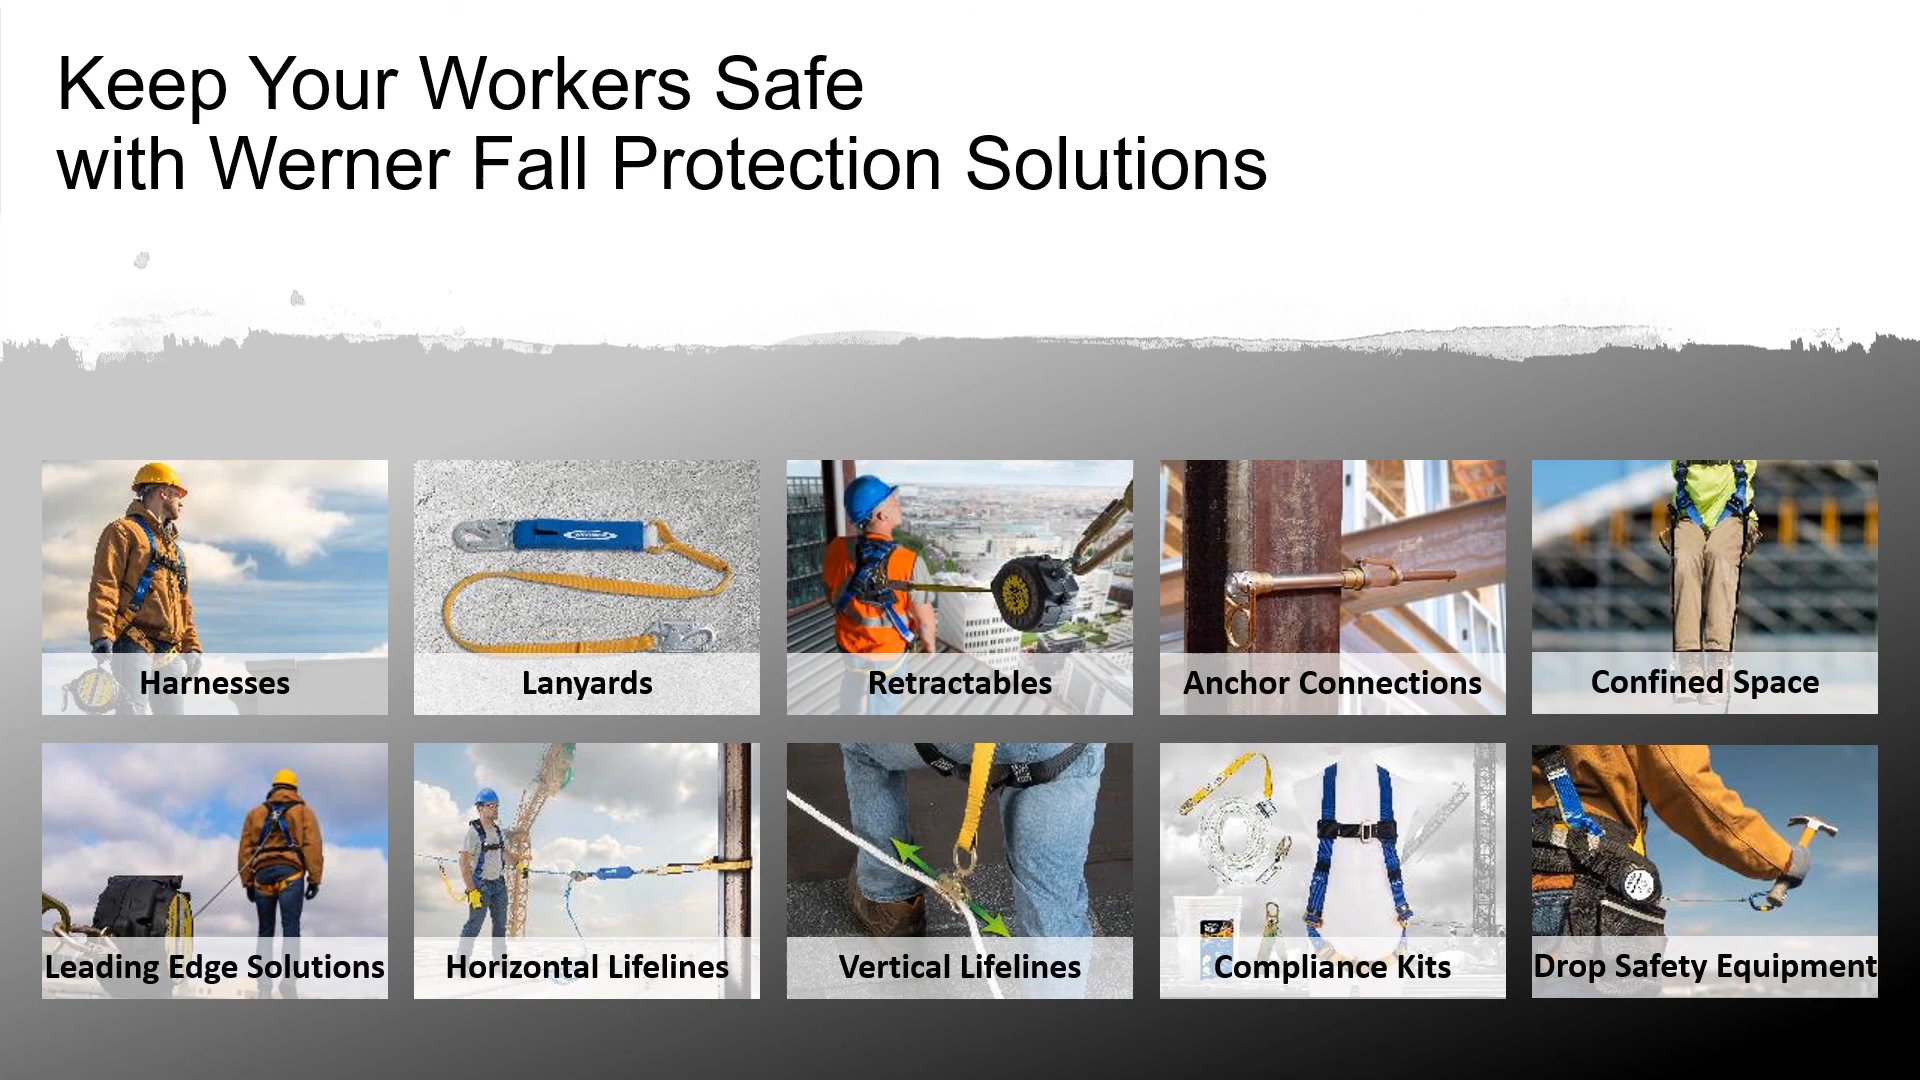 Keep Your Workers Safe
with Werner Fall Protection Solutions
Harnesses
Lanyards
Retractables
Anchor Connections
Confined Space
Leading Edge Solutions
Horizontal Lifelines
Vertical Lifelines
Compliance Kits
Drop Safety Equipment